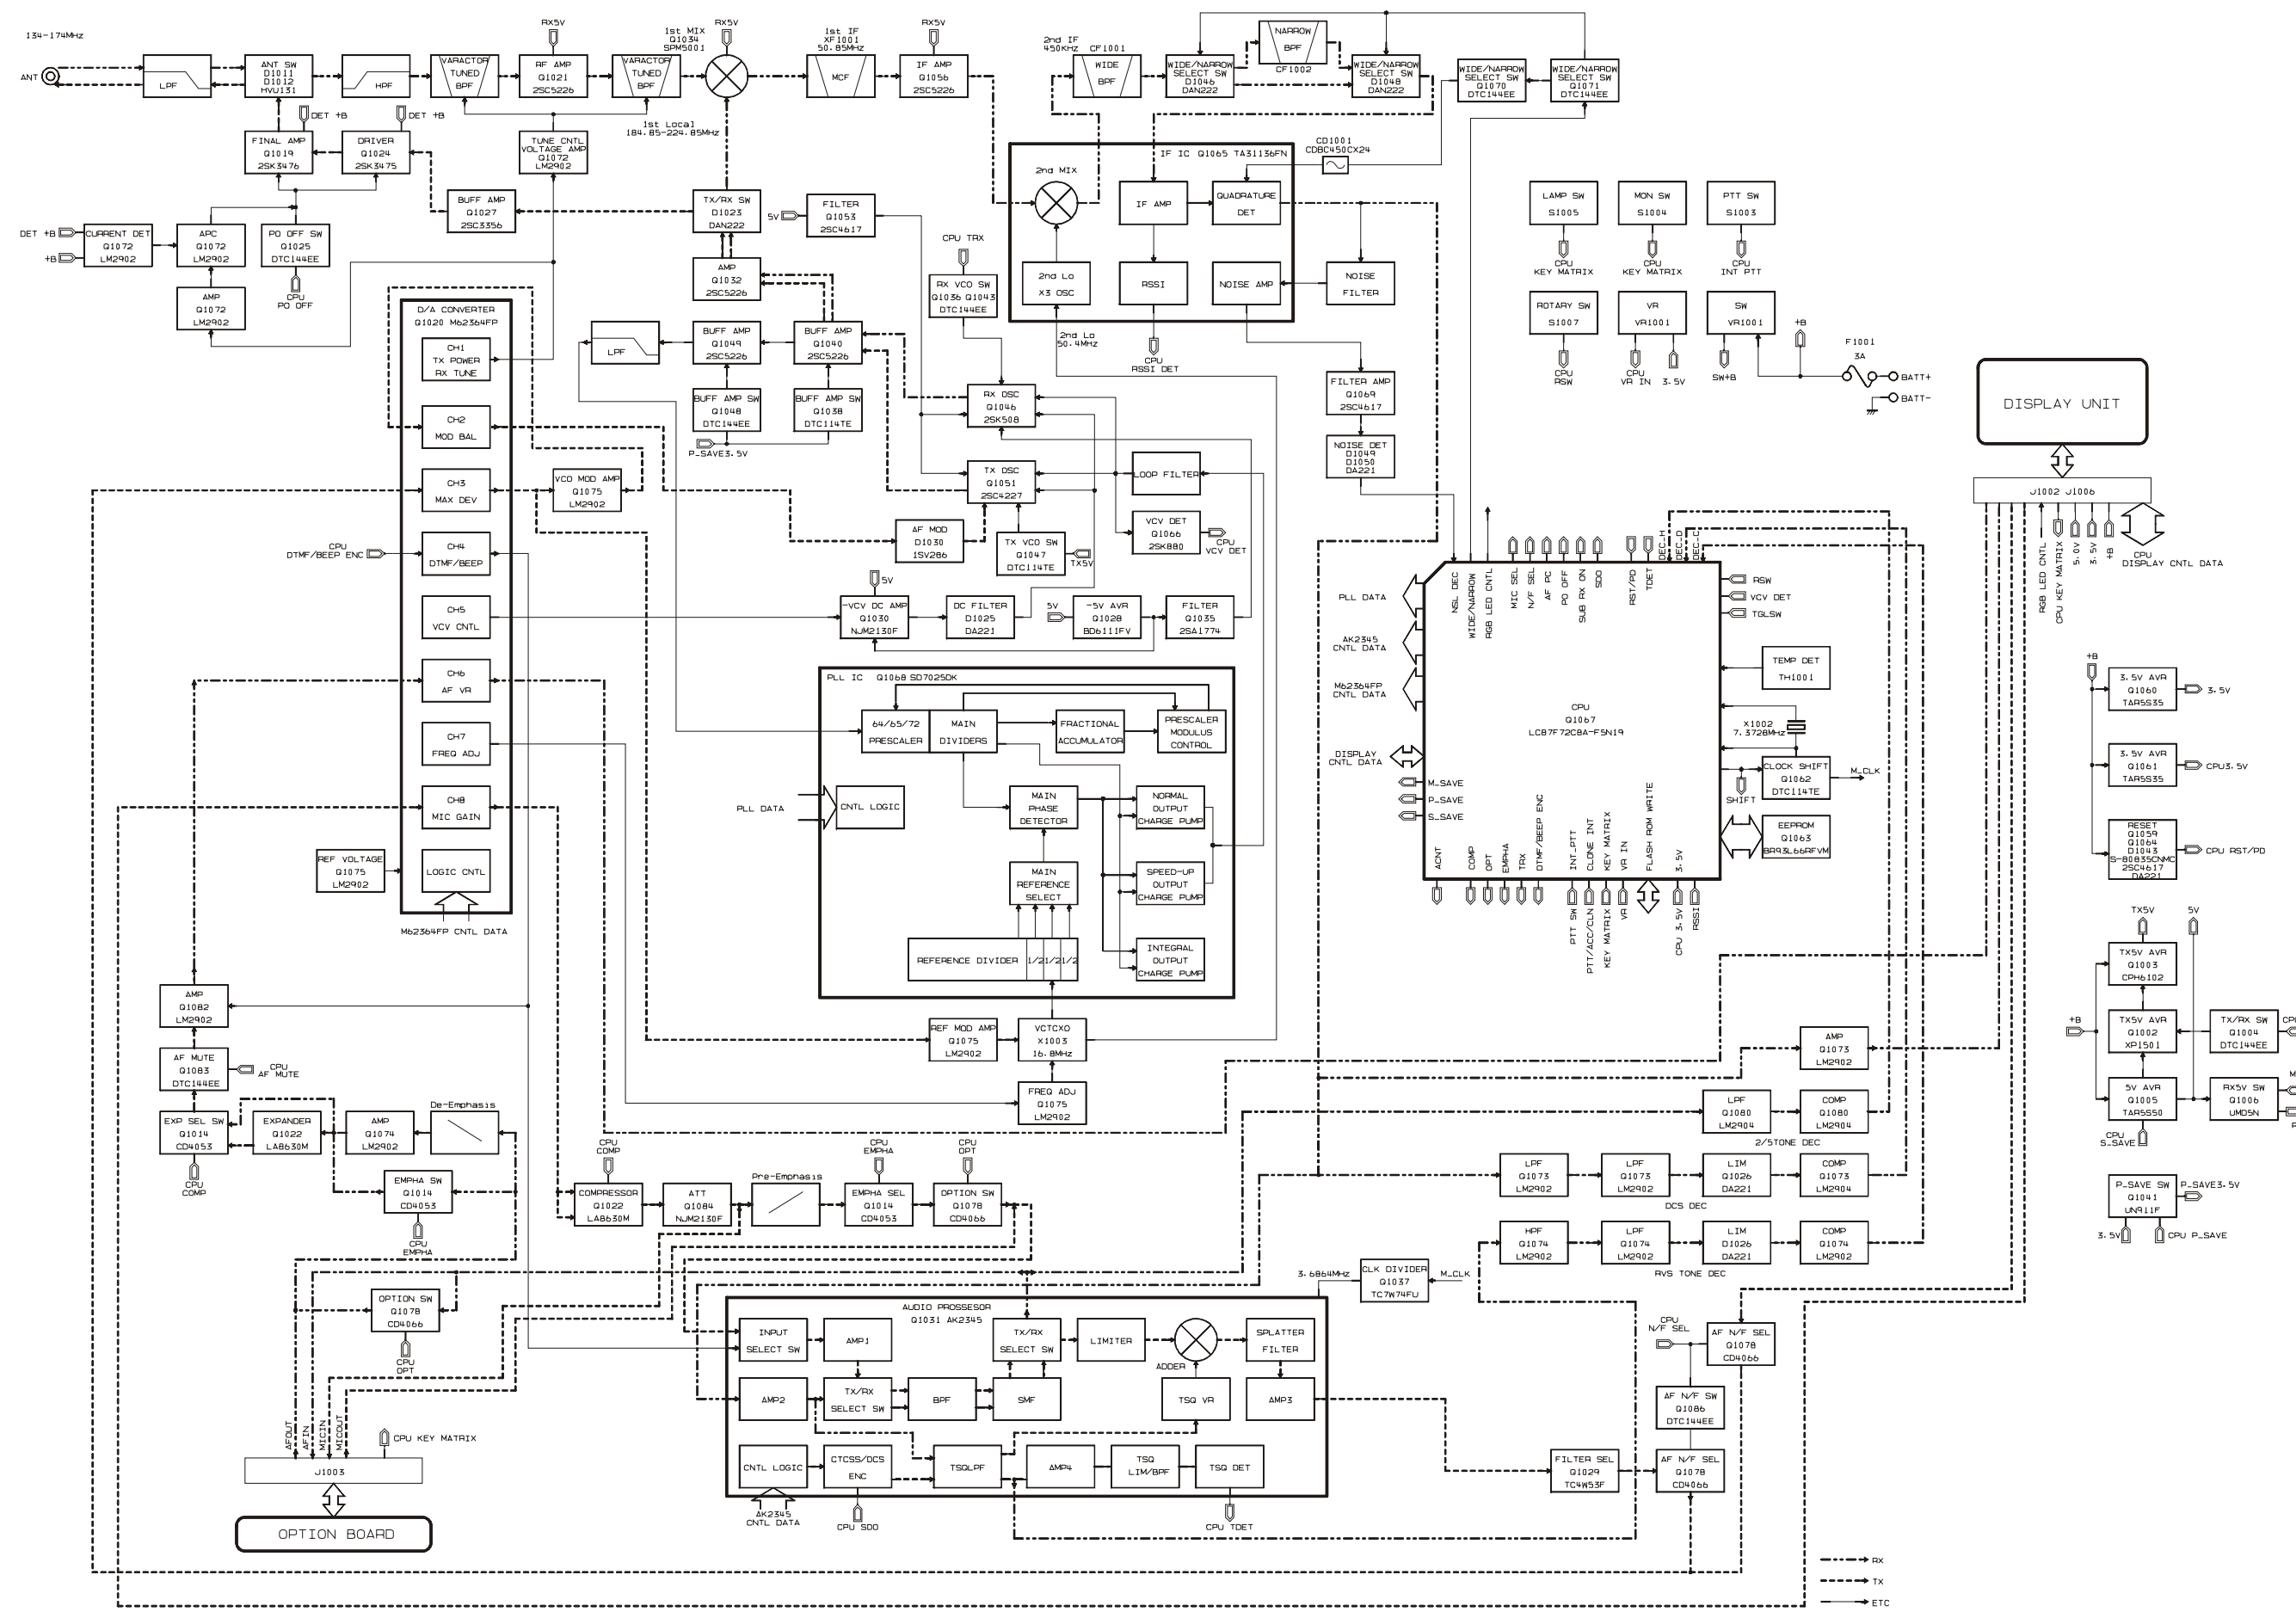 134-174MHz
ANT
LPF
ANT SW
D1011
D1012
HVU131
HPF
VARACTOR
TUNED
BPF
RX5V
RF AMP
Q1021
2SC5226
VARACTOR
TUNED
BPF
1st MIX
Q1034
SPM5001
RX5V
1st IF
XF1001
50.85MHz
MCF
RX5V
IF AMP
Q1056
2SC5226
2nd IF
450KHz
CF1001
WIDE
BPF
WIDE/NARROW
SELECT SW
D1046
DAN222
NARROW
BPF
CF1002
WIDE/NARROW
SELECT SW
D1048
DAN222
WIDE/NARROW
SELECT SW
Q1070
DTC144EE
WIDE/NARROW
SELECT SW
Q1071
DTC144EE
DET +B
DET +B
FINAL AMP
Q1019
2SK3476
DRIVER
Q1024
2SK3475
TUNE CNTL
VOLTAGE AMP
Q1072
LM2902
1st Local
184.85-224.85MHz
BUFF AMP
Q1027
2SC3356
TX/RX SW
D1023
DAN222
5V
FILTER
Q1053
2SC4617
DET +B
+B
CURRENT DET
Q1072
LM2902
APC
Q1072
LM2902
PO OFF SW
Q1025
DTC144EE
CPU
PO OFF
AMP
Q1072
LM2902
AMP
Q1032
2SC5226
IF IC Q1065 TA31136FN
2nd MIX
IF AMP
QUADRATURE
DET
2nd Lo
X3 OSC
RSSI
NOISE AMP
NOISE
FILTER
CD1001
CDBC450CX24
2nd Lo
50.4MHz
CPU
RSSI DET
CPU TRX
RX VCO SW
Q1036 Q1043
DTC144EE
LAMP SW
S1005
CPU
KEY MATRIX
MON SW
S1004
CPU
KEY MATRIX
PTT SW
S1003
CPU
INT PTT
ROTARY SW
S1007
CPU
RSW
VR
VR1001
CPU
VR IN
3.5V
SW
VR1001
SW+B
+B
F1001
3A
BATT+
BATT-
DISPLAY UNIT
J1002 J1006
RGB LED CNTL
CPU KEY MATRIX
5.0V
3.5V
+B
CPU
DISPLAY CNTL DATA
D/A CONVERTER
Q1020 M62364FP
CH1
TX POWER
RX TUNE
CH2
MOD BAL
CH3
MAX DEV
CH4
DTMF/BEEP
CH5
VCV CNTL
CH6
AF VR
CH7
FREQ ADJ
CH8
MIC GAIN
LOGIC CNTL
M62364FP CNTL DATA
CPU
DTMF/BEEP ENC
REF VOLTAGE
Q1075
LM2902
VCO MOD AMP
Q1075
LM2902
LPF
BUFF AMP
Q1049
2SC5226
BUFF AMP
Q1040
2SC5226
BUFF AMP SW
Q1048
DTC144EE
BUFF AMP SW
Q1038
DTC114TE
P_SAVE3.5V
RX OSC
Q1046
2SK508
TX OSC
Q1051
2SC4227
LOOP FILTER
AF MOD
D1030
1SV286
TX VCO SW
Q1047
DTC114TE
TX5V
VCV DET
Q1066
2SK880
CPU
VCV DET
FILTER AMP
Q1069
2SC4617
NOISE DET
D1049
D1050
DA221
5V
-VCV DC AMP
Q1030
NJM2130F
DC FILTER
D1025
DA221
5V
-5V AVR
Q1028
BD6111FV
FILTER
Q1035
2SA1774
PLL IC Q1068 SD7025DK
64/65/72
PRESCALER
MAIN
DIVIDERS
FRACTIONAL
ACCUMULATOR
PRESCALER
MODULUS
CONTROL
PLL DATA
CNTL LOGIC
MAIN
PHASE
DETECTOR
NORMAL
OUTPUT
CHARGE PUMP
MAIN
REFERENCE
SELECT
SPEED-UP
OUTPUT
CHARGE PUMP
REFERENCE DIVIDER
1/2
1/2
1/2
INTEGRAL
OUTPUT
CHARGE PUMP
REF MOD AMP
Q1075
LM2902
VCTCXO
X1003
16.8MHz
FREQ ADJ
Q1075
LM2902
CPU
Q1067
LC87F72C8A-F5N19
NSL DEC
WIDE/NARROW
RGB LED CNTL
MIC SEL
N/F SEL
AF PC
PO OFF
SUB RX ON
SDO
RST/PD
TDET
DEC_H
DEC_D
DEC_C
RSW
VCV DET
TGLSW
PLL DATA
AK2345
CNTL DATA
M62364FP
CNTL DATA
DISPLAY
CNTL DATA
M_SAVE
P_SAVE
S_SAVE
ACNT
COMP
OPT
EMPHA
TRX
DTMF/BEEP ENC
INT_PTT
CLONE INT
KEY MATRIX
VR IN
FLASH ROM WRITE
3.5V
PTT SW
PTT/ACC/CLN
KEY MATRIX
VR
CPU 3.5V
RSSI
TEMP DET
TH1001
X1002
7.3728MHz
CLOCK SHIFT
Q1062
DTC114TE
M_CLK
SHIFT
EEPROM
Q1063
BR93L66RFVM
+B
3.5V AVR
Q1060
TAR5S35
3.5V
3.5V AVR
Q1061
TAR5S35
CPU3.5V
RESET
Q1059
Q1064
D1043
S-80835CNMC
2SC4617
DA221
CPU RST/PD
TX5V
5V
TX5V AVR
Q1003
CPH6102
+B
TX5V AVR
Q1002
XP1501
TX/RX SW
Q1004
DTC144EE
5V AVR
Q1005
TAR5S50
RX5V SW
Q1006
UMD5N
CPU
S_SAVE
P_SAVE SW
Q1041
UN911F
P_SAVE3.5V
3.5V
CPU P_SAVE
AMP
Q1082
LM2902
AF MUTE
Q1083
DTC144EE
CPU
AF MUTE
EXP SEL SW
Q1014
CD4053
CPU
COMP
EXPANDER
Q1022
LA8630M
AMP
Q1074
LM2902
De-Emphasis
EMPHA SW
Q1014
CD4053
CPU
EMPHA
OPTION SW
Q1078
CD4066
CPU
OPT
AFOUT
AFIN
MICIN
MICOUT
CPU KEY MATRIX
J1003
OPTION BOARD
CPU
COMP
COMPRESSOR
Q1022
LA8630M
ATT
Q1084
NJM2130F
Pre-Emphasis
CPU
EMPHA
EMPHA SEL
Q1014
CD4053
CPU
OPT
OPTION SW
Q1078
CD4066
AMP
Q1073
LM2902
LPF
Q1080
LM2904
COMP
Q1080
LM2904
2/5TONE DEC
LPF
Q1073
LM2902
LPF
Q1073
LM2902
LIM
Q1026
DA221
COMP
Q1073
LM2904
DCS DEC
HPF
Q1074
LM2902
LPF
Q1074
LM2902
LIM
D1026
DA221
COMP
Q1074
LM2902
RVS TONE DEC
3.6864MHz
CLK DIVIDER
Q1037
TC7W74FU
M_CLK
AUDIO PROSSESOR
Q1031 AK2345
INPUT
SELECT SW
AMP1
TX/RX
SELECT SW
LIMITER
ADDER
SPLATTER
FILTER
AMP2
TX/RX
SELECT SW
BPF
SMF
TSQ VR
AMP3
CNTL LOGIC
CTCSS/DCS
ENC
TSQLPF
AMP4
TSQ
LIM/BPF
TSQ DET
AK2345
CNTL DATA
CPU SDO
CPU TDET
CPU
N/F SEL
AF N/F SEL
Q1078
CD4066
AF N/F SW
Q1086
DTC144EE
FILTER SEL
Q1029
TC4W53F
AF N/F SEL
Q1078
CD4066
RX
TX
ETC